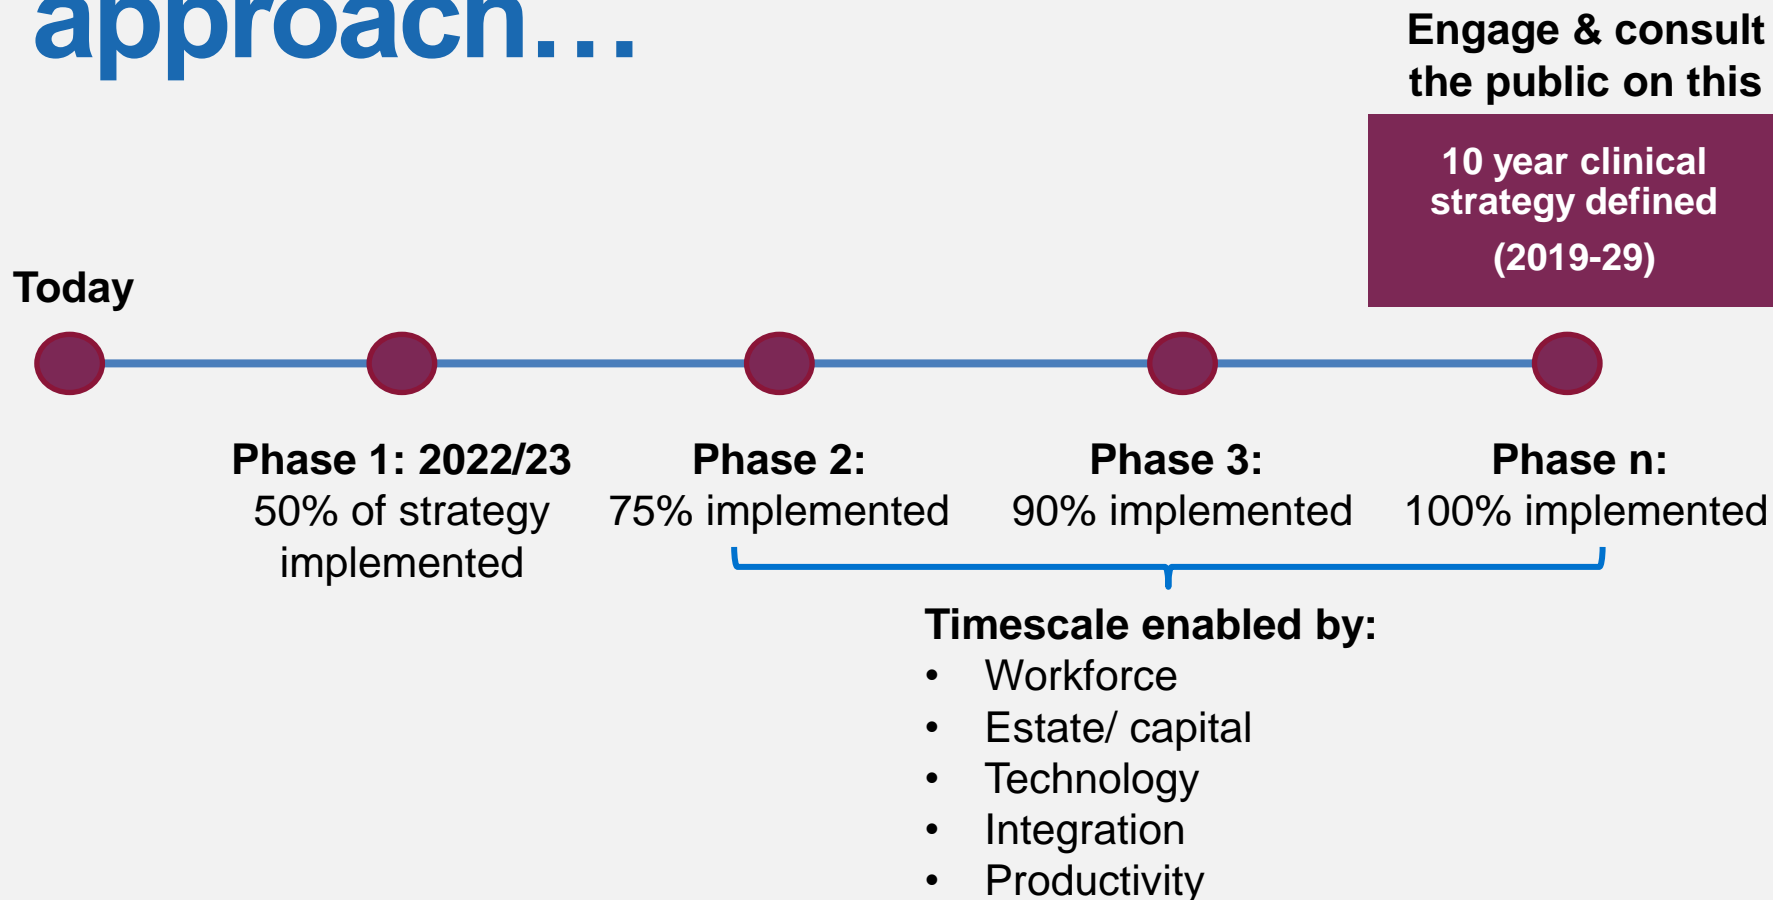 approach…
Engage & consult
the public on this
10 year clinical
strategy defined
(2019-29)
Today
Phase 1: 2022/23
50% of strategy
implemented
Phase 2:
75% implemented
Phase 3:
90% implemented
Phase n:
100% implemented
Timescale enabled by:
• Workforce
• Estate/ capital
• Technology
• Integration
• Productivity